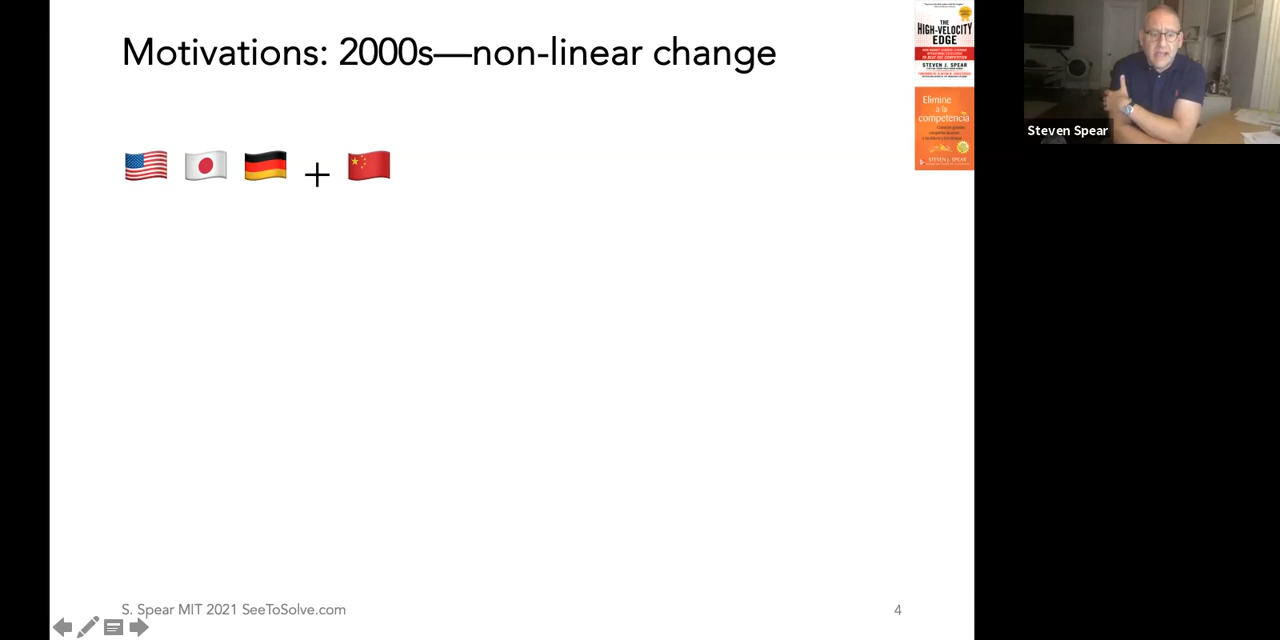 Motivations: 2000s—non-linear change
+
S. Spear MIT 2021 SeeToSolve.com
4
THE
HIGH-VELOCITY
EDGE
STEVEN J. SPEAR
Elimine
a la
competencia
STEVEN J. SPEAR
Steven Spear